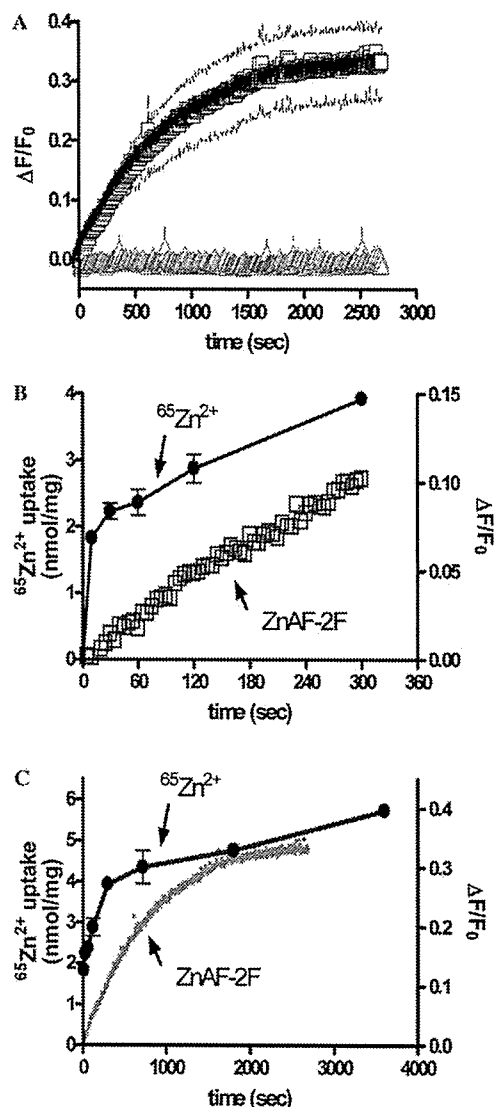 A
0.4
0.3
0.2
0.1
0.0
ΔF/F₀
0 500 1000 1500 2000 2500 3000
time (sec)
B
4
3
2
1
0
⁶⁵Zn²⁺ uptake
(nmol/mg)
⁶⁵Zn²⁺
ZnAF-2F
0.15
0.10
0.05
0.00
ΔF/F₀
0 60 120 180 240 300 360
time (sec)
C
6
5
4
3
2
1
0
⁶⁵Zn²⁺ uptake
(nmol/mg)
⁶⁵Zn²⁺
ZnAF-2F
0.4
0.3
0.2
0.1
0.0
ΔF/F₀
0 1000 2000 3000 4000
time (sec)